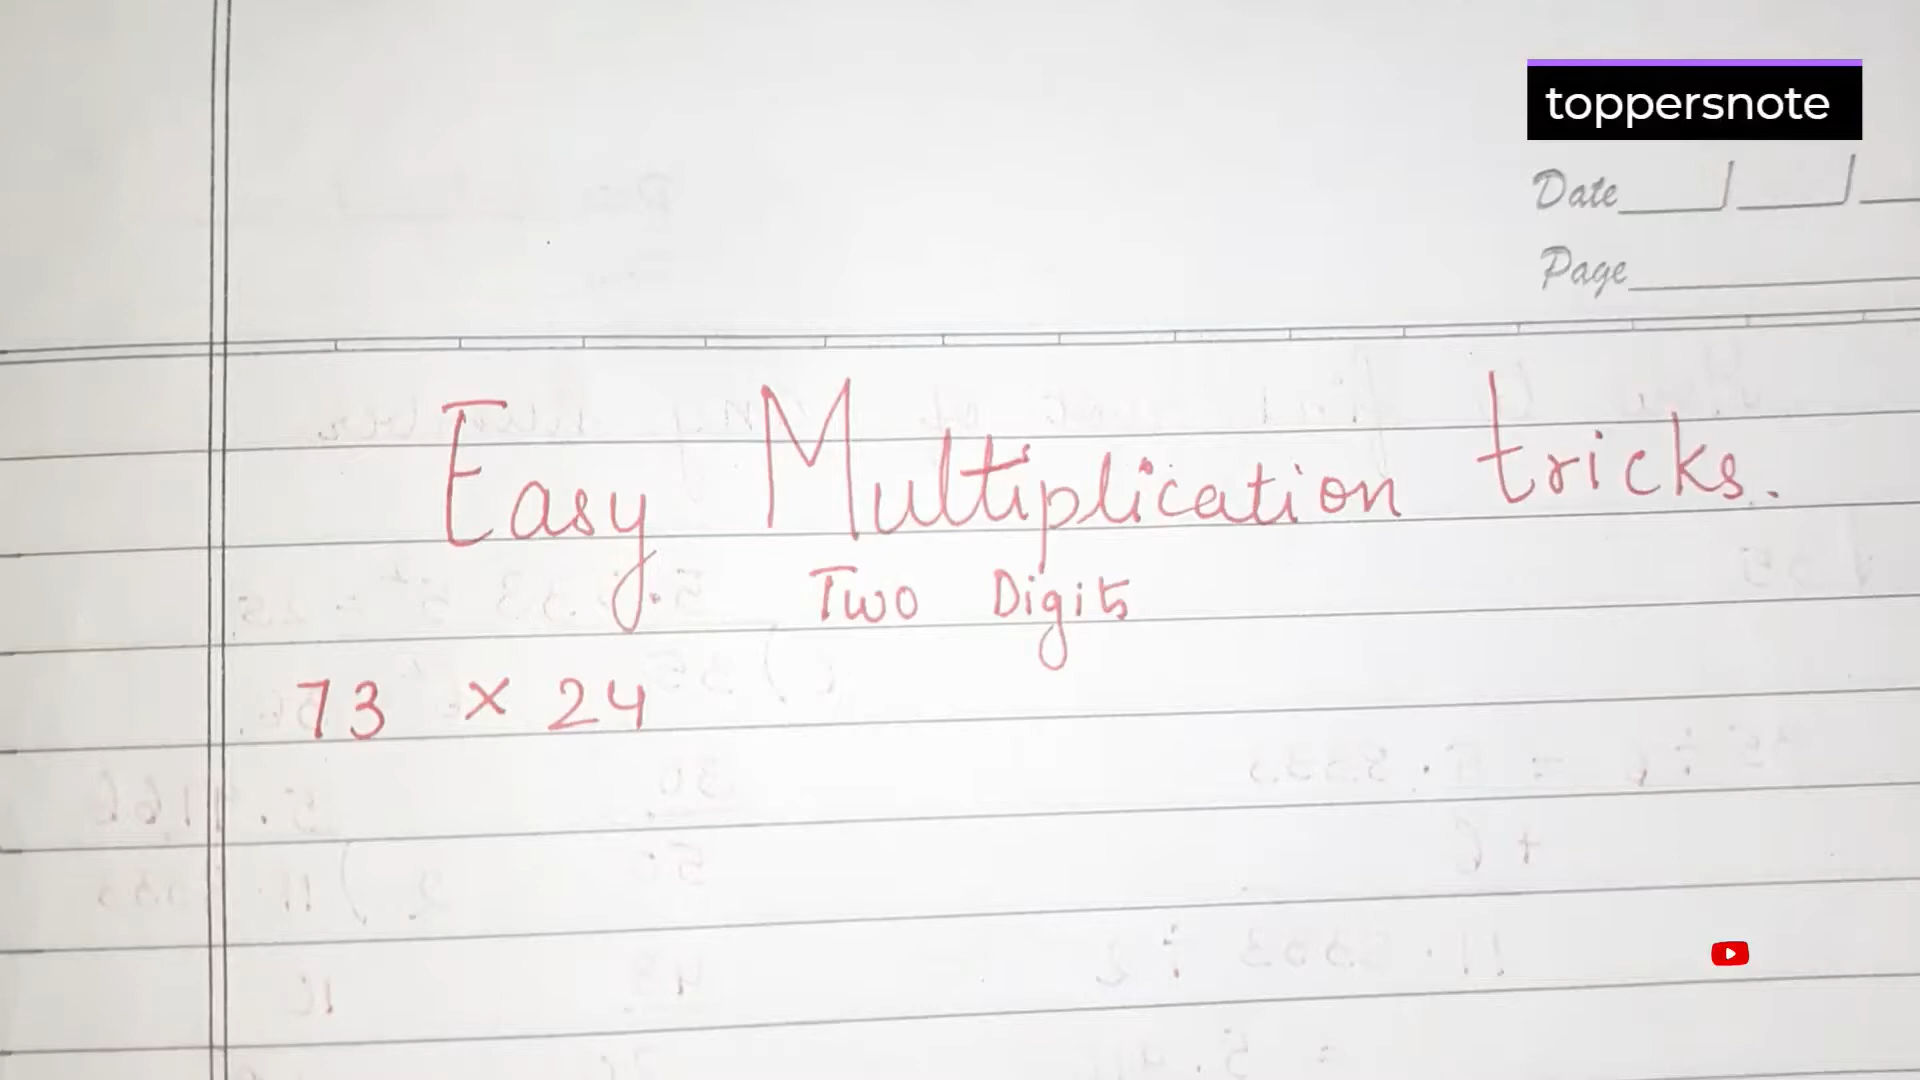 toppersnote
Date
Page
Easy Multiplication tricks.
Two Digits
73 × 24